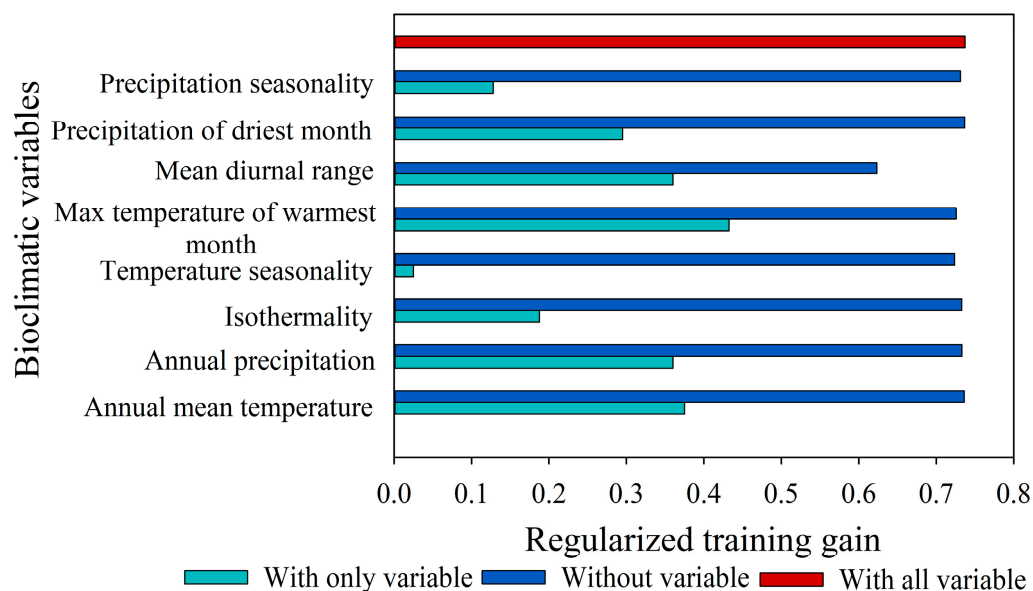 Bioclimatic variables
Precipitation seasonality
Precipitation of driest month
Mean diurnal range
Max temperature of warmest
month
Temperature seasonality
Isothermality
Annual precipitation
Annual mean temperature
0.0 0.1 0.2 0.3 0.4 0.5 0.6 0.7 0.8
Regularized training gain
With only variable Without variable With all variable